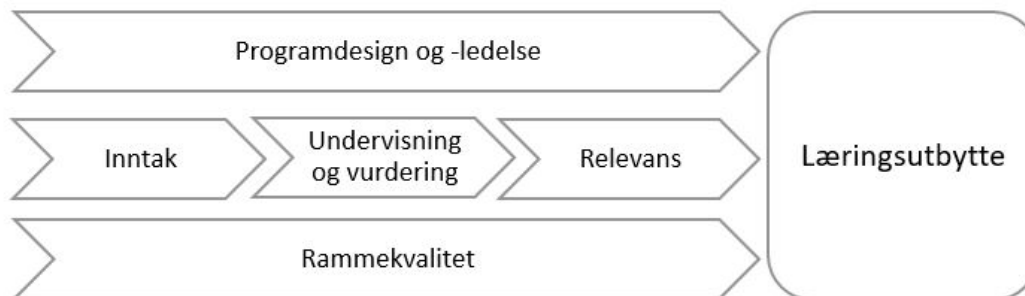 Programdesign og -ledelse
Inntak
Undervisning
og vurdering
Relevans
Læringsutbytte
Rammekvalitet